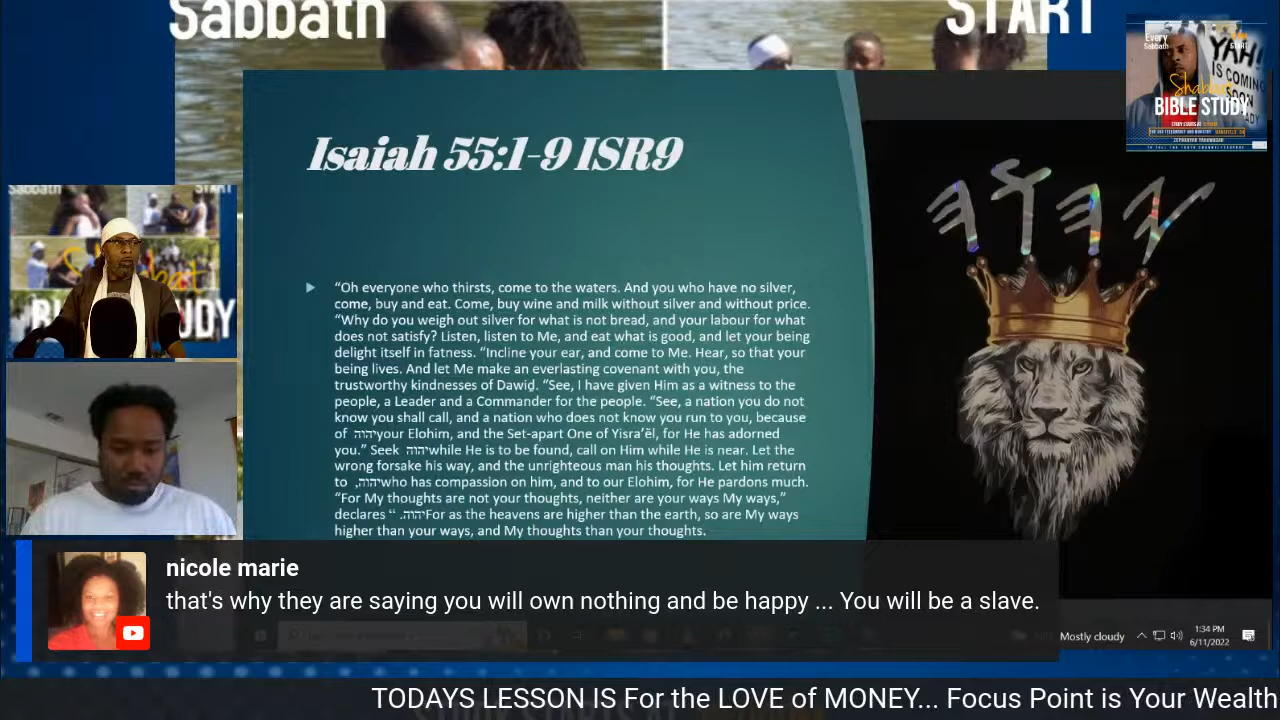 Sabbath
START
Every
Sabbath
START
YAH!
IS COMING
SOON
Shabbat
BIBLE STUDY
Isaiah 55:1-9 ISR9
“Oh everyone who thirsts, come to the waters. And you who have no silver,
come, buy and eat. Come, buy wine and milk without silver and without price.
“Why do you weigh out silver for what is not bread, and your labour for what
does not satisfy? Listen, listen to Me, and eat what is good, and let your being
delight itself in fatness. “Incline your ear, and come to Me. Hear, so that your
being lives. And let Me make an everlasting covenant with you, the
trustworthy kindnesses of Dawiḏ. “See, I have given Him as a witness to the
people, a Leader and a Commander for the people. “See, a nation you do not
know you shall call, and a nation who does not know you run to you, because
of יהוה your Elohim, and the Set-apart One of Yisra’ĕl, for He has adorned
you.” Seek יהוה while He is to be found, call on Him while He is near. Let the
wrong forsake his way, and the unrighteous man his thoughts. Let him return
to יהוה, who has compassion on him, and to our Elohim, for He pardons much.
“For My thoughts are not your thoughts, neither are your ways My ways,”
declares “ .יהוה For as the heavens are higher than the earth, so are My ways
higher than your ways, and My thoughts than your thoughts.
𐤉𐤄𐤅𐤄
nicole marie
that's why they are saying you will own nothing and be happy ... You will be a slave.
Mostly cloudy
1:34 PM
6/11/2022
TODAYS LESSON IS For the LOVE of MONEY... Focus Point is Your Wealth